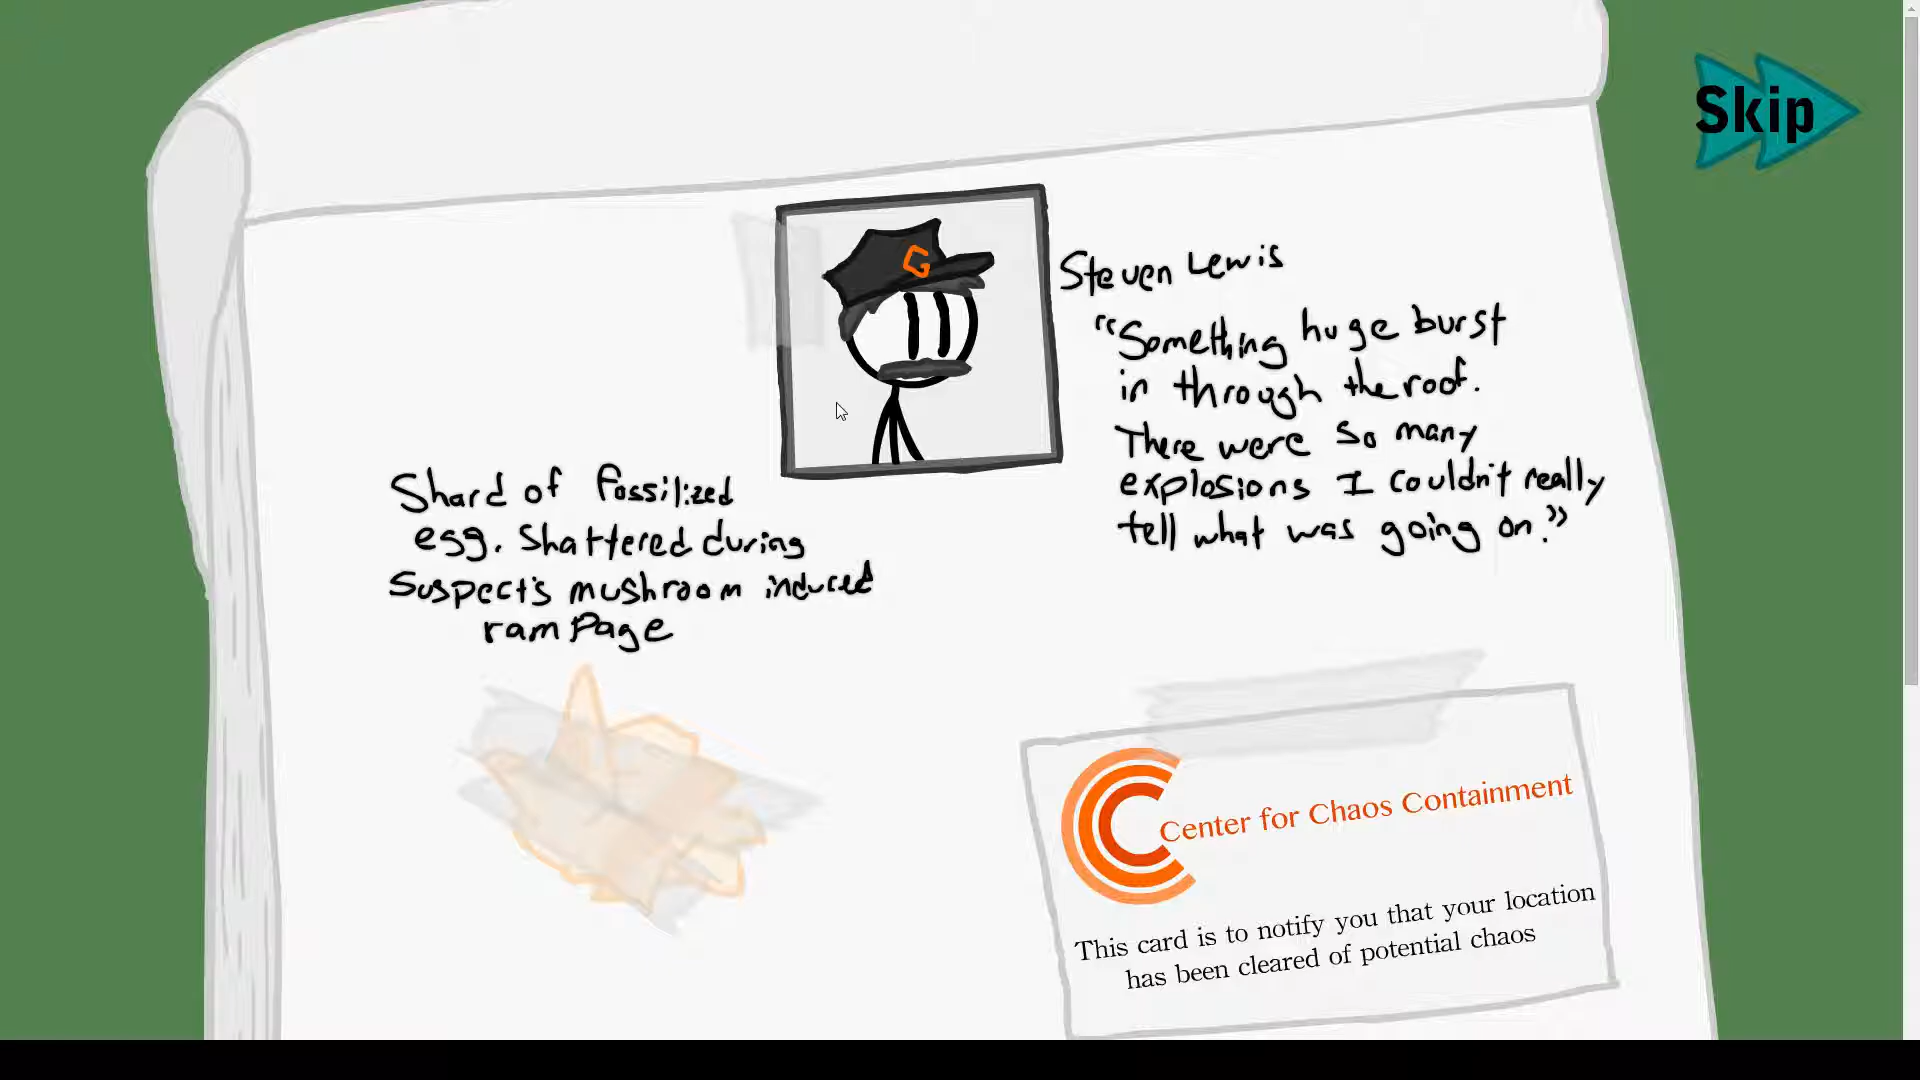 Skip
G
Steven Lewis
"Something huge burst
in through the roof.
There were so many
explosions I couldn't really
tell what was going on."
Shard of fossilized
egg. Shattered during
Suspect's mushroom induced
rampage
Center for Chaos Containment
This card is to notify you that your location
has been cleared of potential chaos